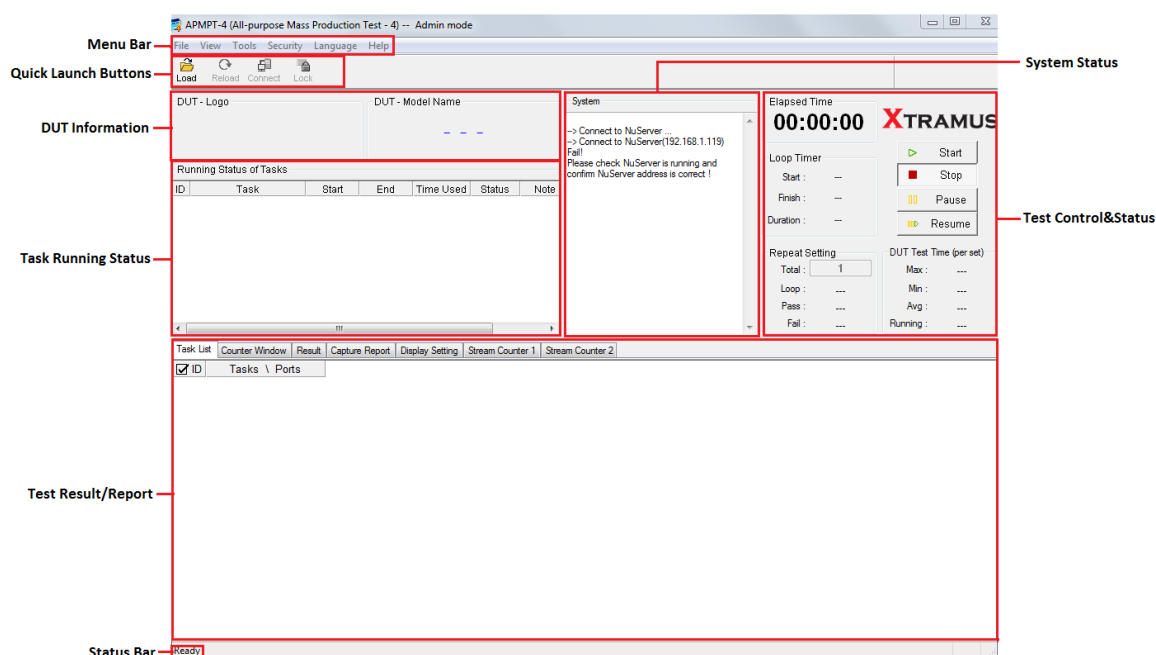 APMPT-4 (All-purpose Mass Production Test - 4) -- Admin mode
Menu Bar
File View Tools Security Language Help
Quick Launch Buttons
Load Reload Connect Lock
System Status
DUT Information
DUT - Logo
DUT - Model Name
- - -
System
--> Connect to NuServer ...
--> Connect to NuServer(192.168.1.119)
Fail!
Please check NuServer is running and
confirm NuServer address is correct !
Elapsed Time
00:00:00
XTRAMUS
Loop Timer
Start : --
Finish : --
Duration : --
Start
Stop
Pause
Resume
Test Control&Status
Repeat Setting
Total : 1
Loop : ---
Pass : ---
Fail : ---
DUT Test Time (per set)
Max : ---
Min : ---
Avg : ---
Running : ---
Task Running Status
Running Status of Tasks
ID Task Start End Time Used Status Note
Task List Counter Window Result Capture Report Display Setting Stream Counter 1 Stream Counter 2
ID Tasks \ Ports
Test Result/Report
Status Bar
Ready